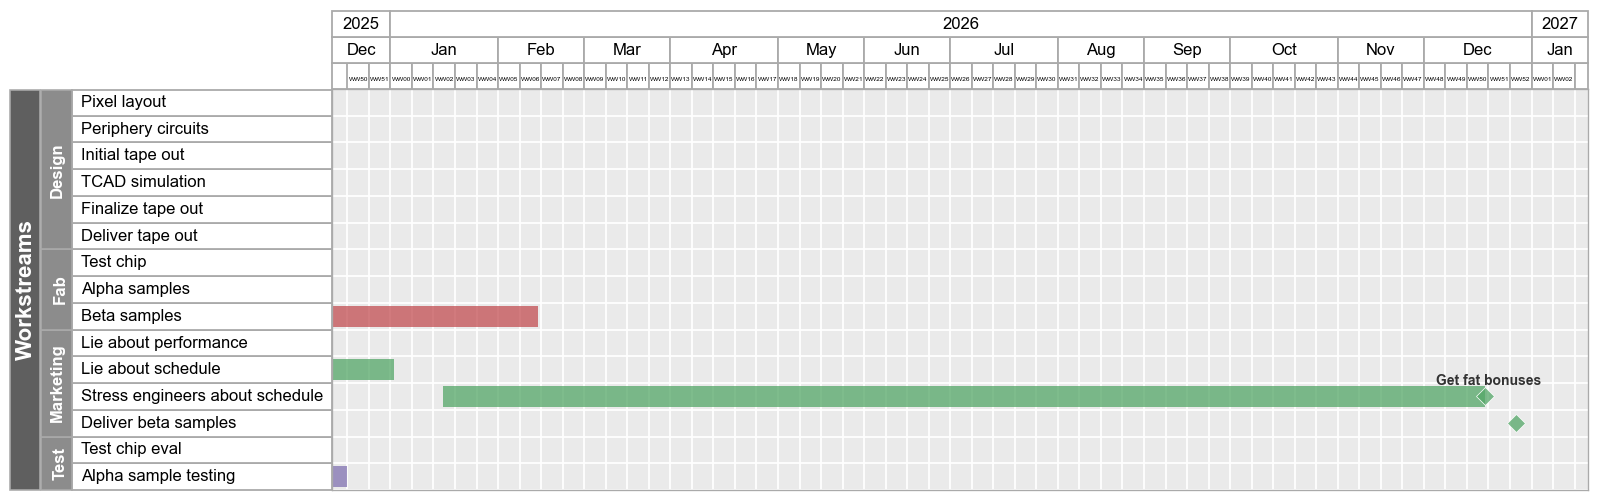 2025 2026 2027
Dec Jan Feb Mar Apr May Jun Jul Aug Sep Oct Nov Dec Jan
WW50 WW51 WW00 WW01 WW02 WW03 WW04 WW05 WW06 WW07 WW08 WW09 WW10 WW11 WW12 WW13 WW14 WW15 WW16 WW17 WW18 WW19 WW20 WW21 WW22 WW23 WW24 WW25 WW26 WW27 WW28 WW29 WW30 WW31 WW32 WW33 WW34 WW35 WW36 WW37 WW38 WW39 WW40 WW41 WW42 WW43 WW44 WW45 WW46 WW47 WW48 WW49 WW50 WW51 WW52 WW01 WW02
Workstreams
Design
Pixel layout
Periphery circuits
Initial tape out
TCAD simulation
Finalize tape out
Deliver tape out
Fab
Test chip
Alpha samples
Beta samples
Marketing
Lie about performance
Lie about schedule
Get fat bonuses
Stress engineers about schedule
Deliver beta samples
Test
Test chip eval
Alpha sample testing